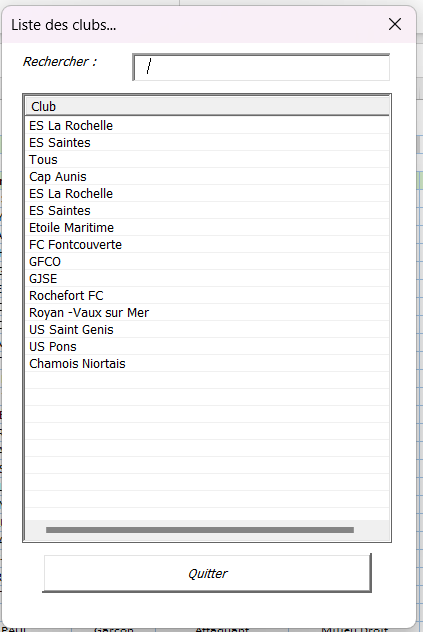 Liste des clubs...
Rechercher :
Club
ES La Rochelle
ES Saintes
Tous
Cap Aunis
ES La Rochelle
ES Saintes
Etoile Maritime
FC Fontcouverte
GFCO
GJSE
Rochefort FC
Royan -Vaux sur Mer
US Saint Genis
US Pons
Chamois Niortais
Quitter